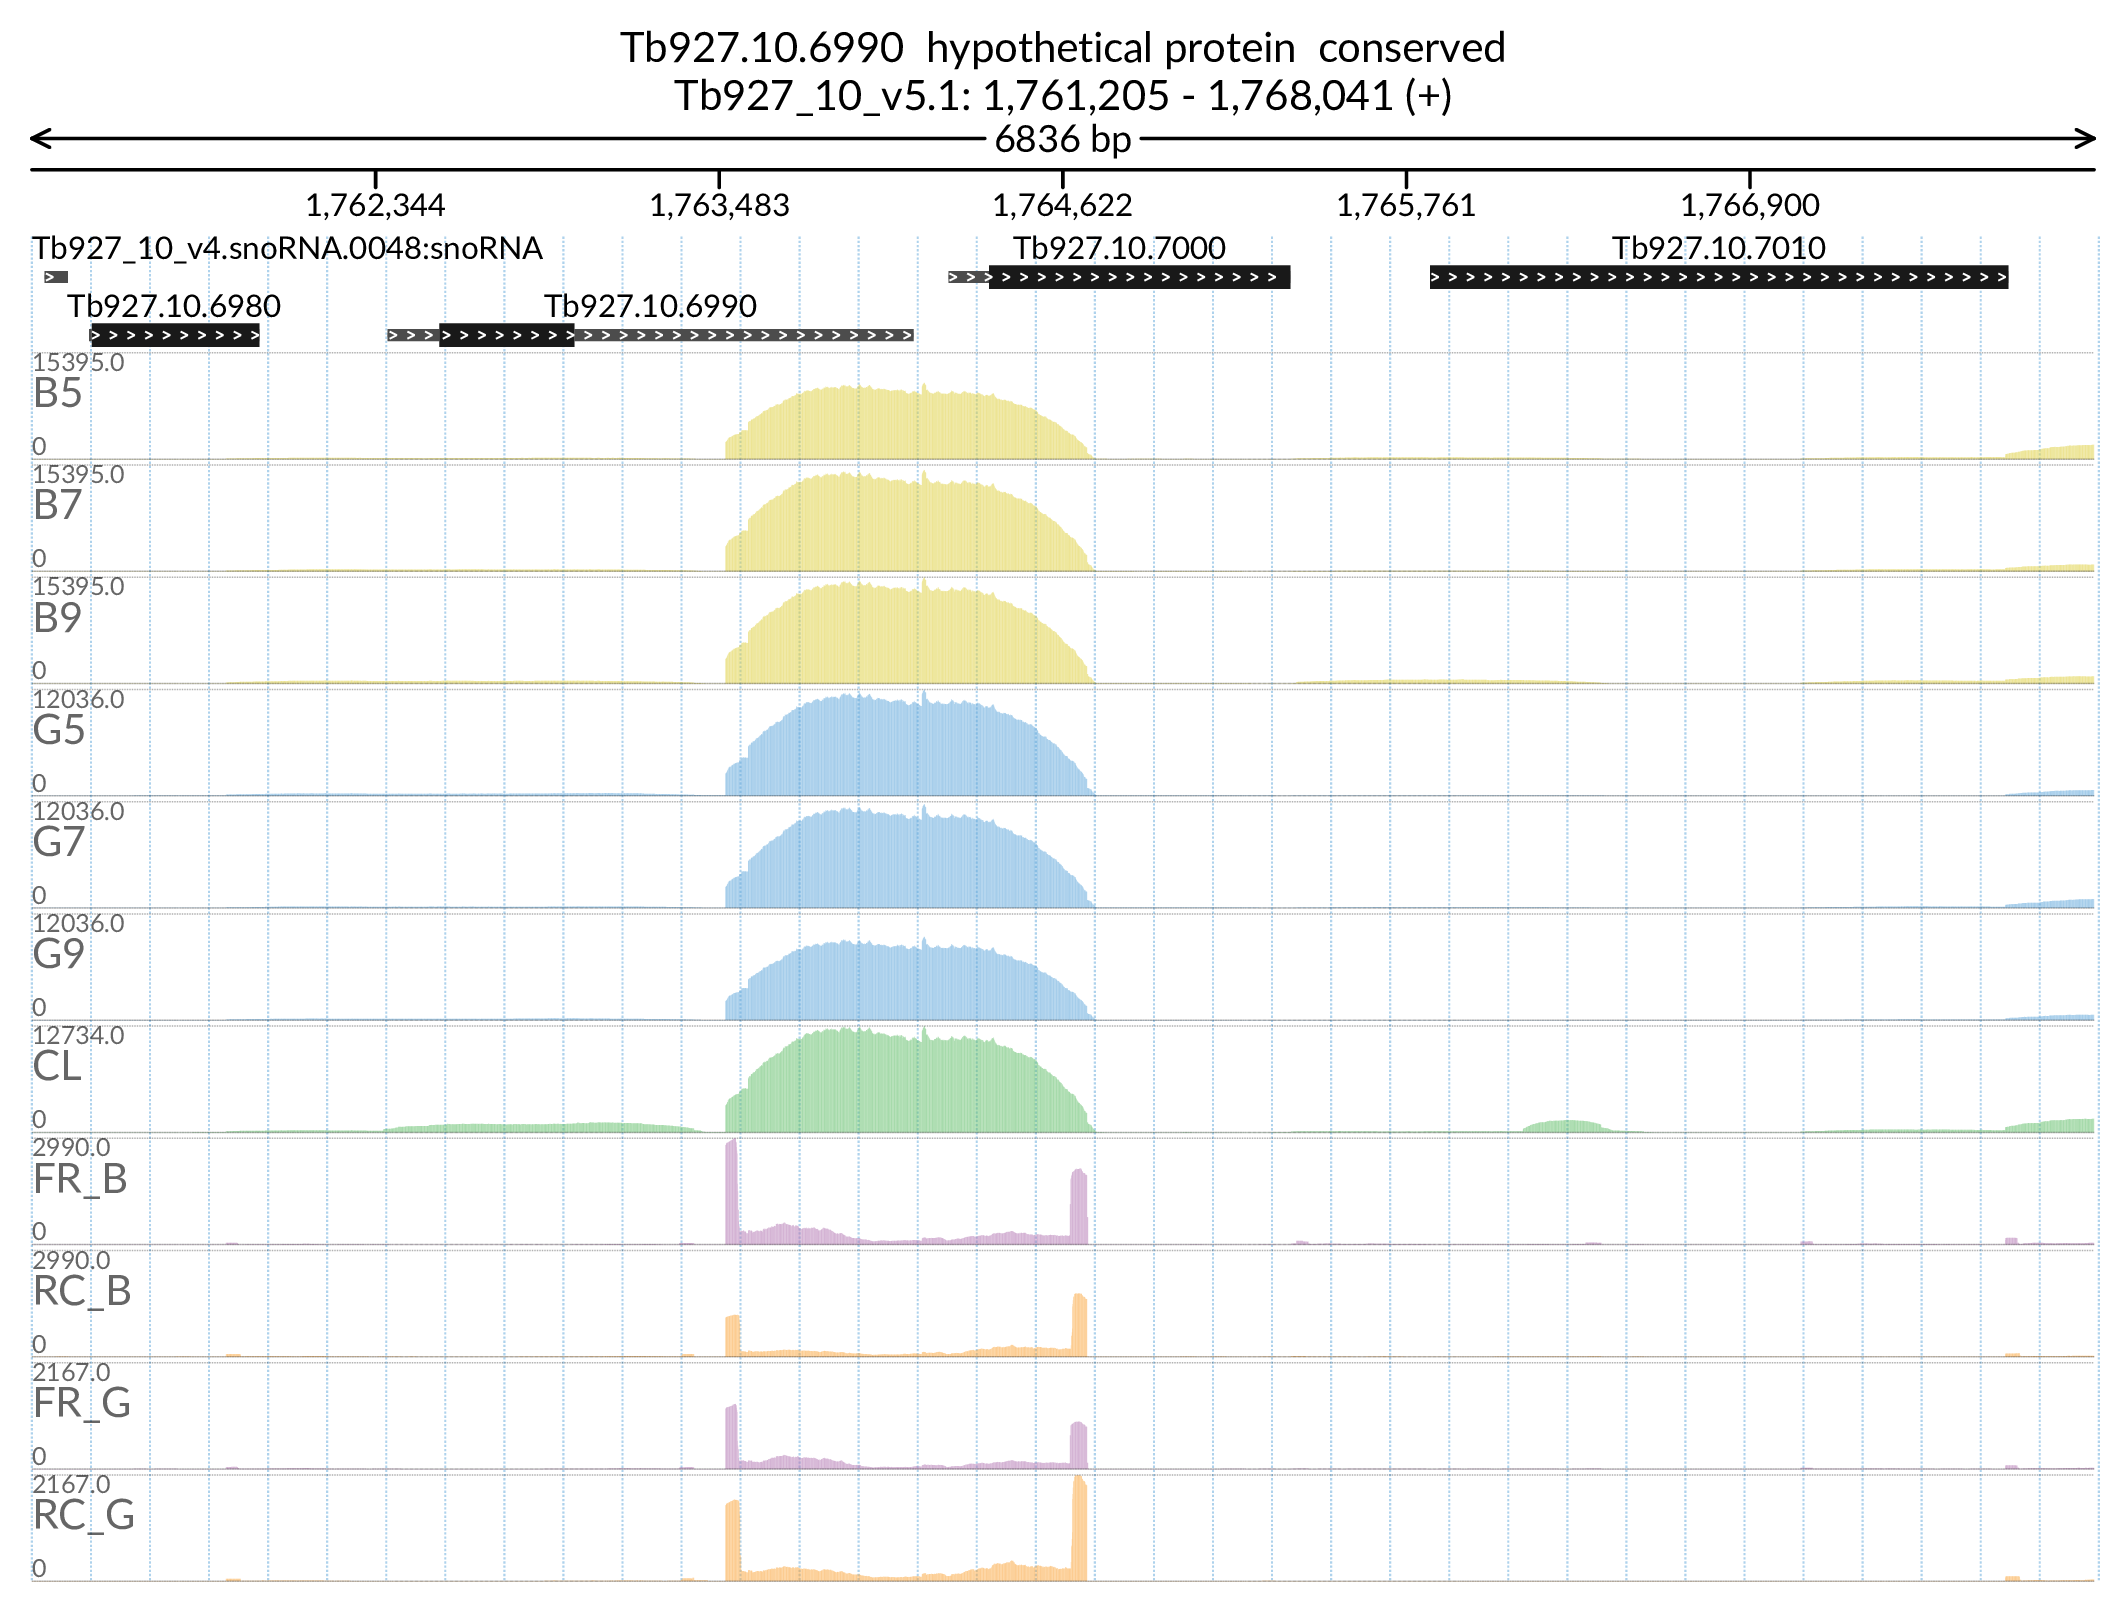 Tb927.10.6990  hypothetical protein  conserved
Tb927_10_v5.1: 1,761,205 - 1,768,041 (+)
6836 bp
1,762,344 1,763,483 1,764,622 1,765,761 1,766,900
Tb927_10_v4.snoRNA.0048:snoRNA Tb927.10.7000 Tb927.10.7010
Tb927.10.6980 Tb927.10.6990
15395.0
B5
0
15395.0
B7
0
15395.0
B9
0
12036.0
G5
0
12036.0
G7
0
12036.0
G9
0
12734.0
CL
0
2990.0
FR_B
0
2990.0
RC_B
0
2167.0
FR_G
0
2167.0
RC_G
0